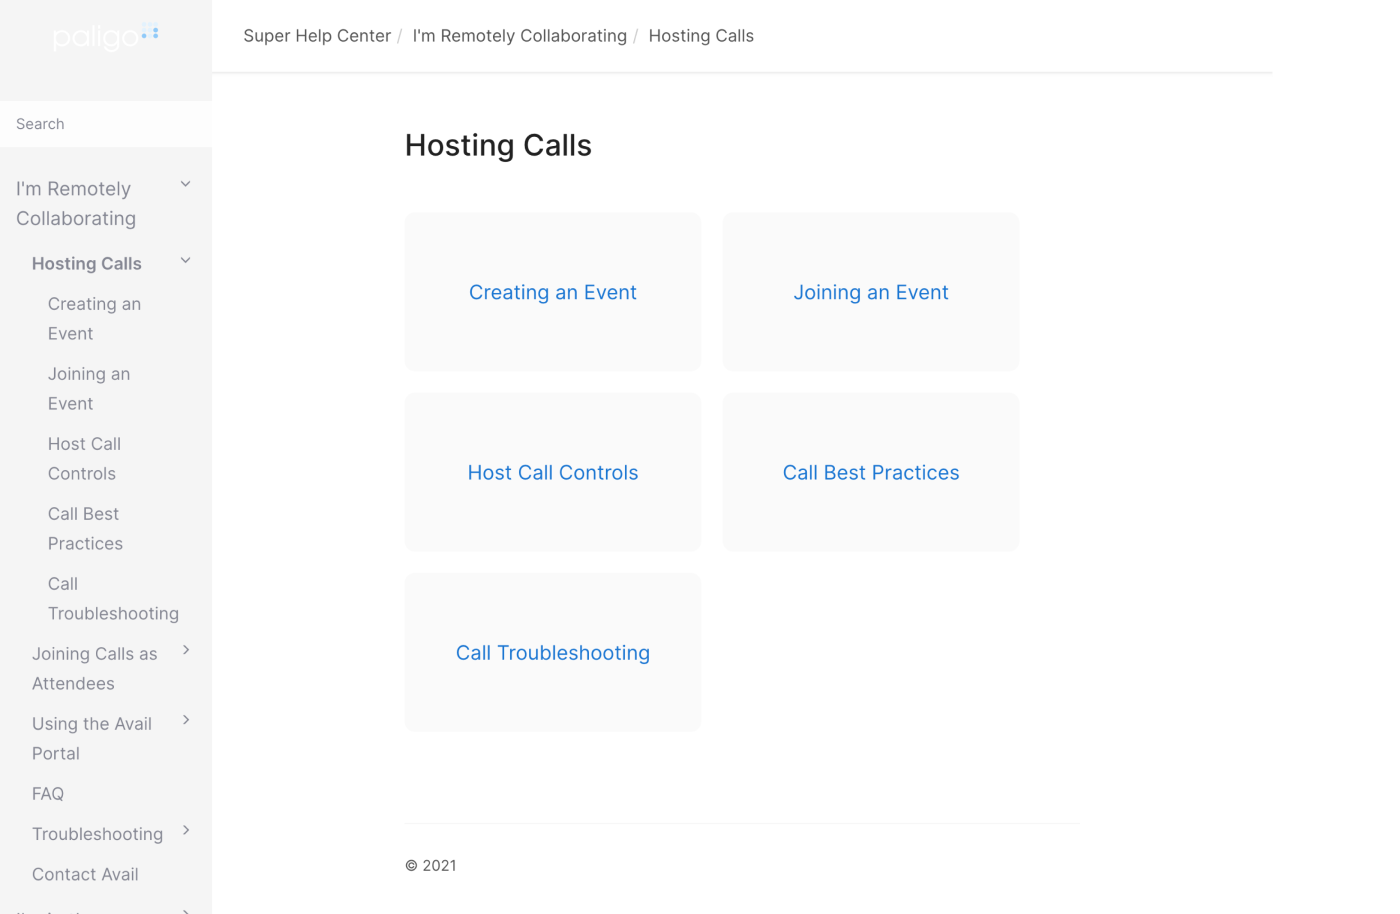 paligo
Super Help Center / I'm Remotely Collaborating / Hosting Calls
Search
I'm Remotely
Collaborating
Hosting Calls
Creating an
Event
Joining an
Event
Host Call
Controls
Call Best
Practices
Call
Troubleshooting
Joining Calls as
Attendees
Using the Avail
Portal
FAQ
Troubleshooting
Contact Avail
Hosting Calls
Creating an Event
Joining an Event
Host Call Controls
Call Best Practices
Call Troubleshooting
© 2021